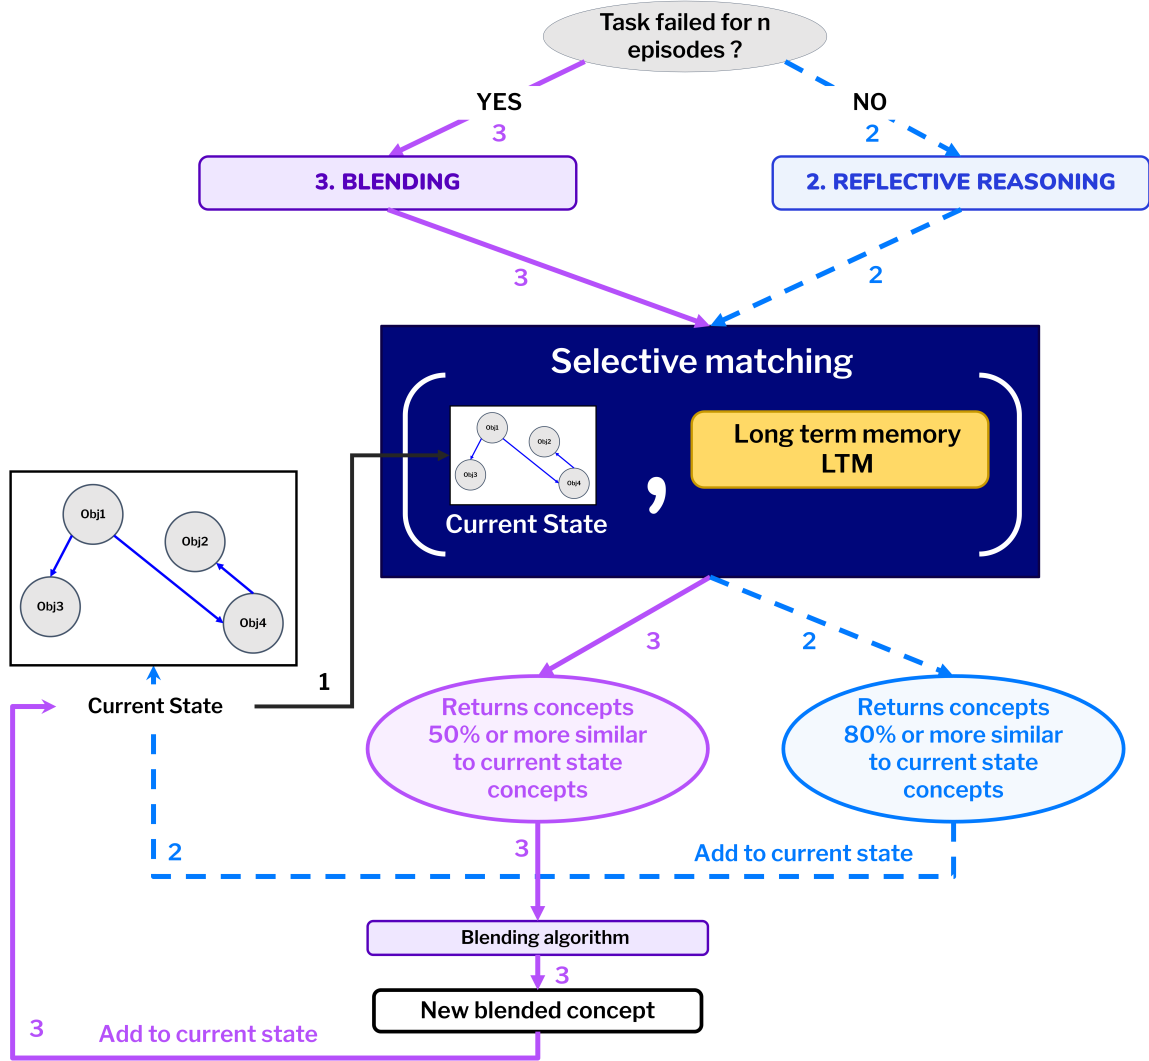 Task failed for n
episodes ?
YES
NO
3
2
3. BLENDING
2. REFLECTIVE REASONING
3
2
Selective matching
Obj1
Obj2
Obj3
Obj4
Current State
,
Long term memory
LTM
Obj1
Obj2
Obj3
Obj4
Current State
1
3
2
Returns concepts
50% or more similar
to current state
concepts
Returns concepts
80% or more similar
to current state
concepts
3
2
Add to current state
Blending algorithm
3
New blended concept
3
Add to current state